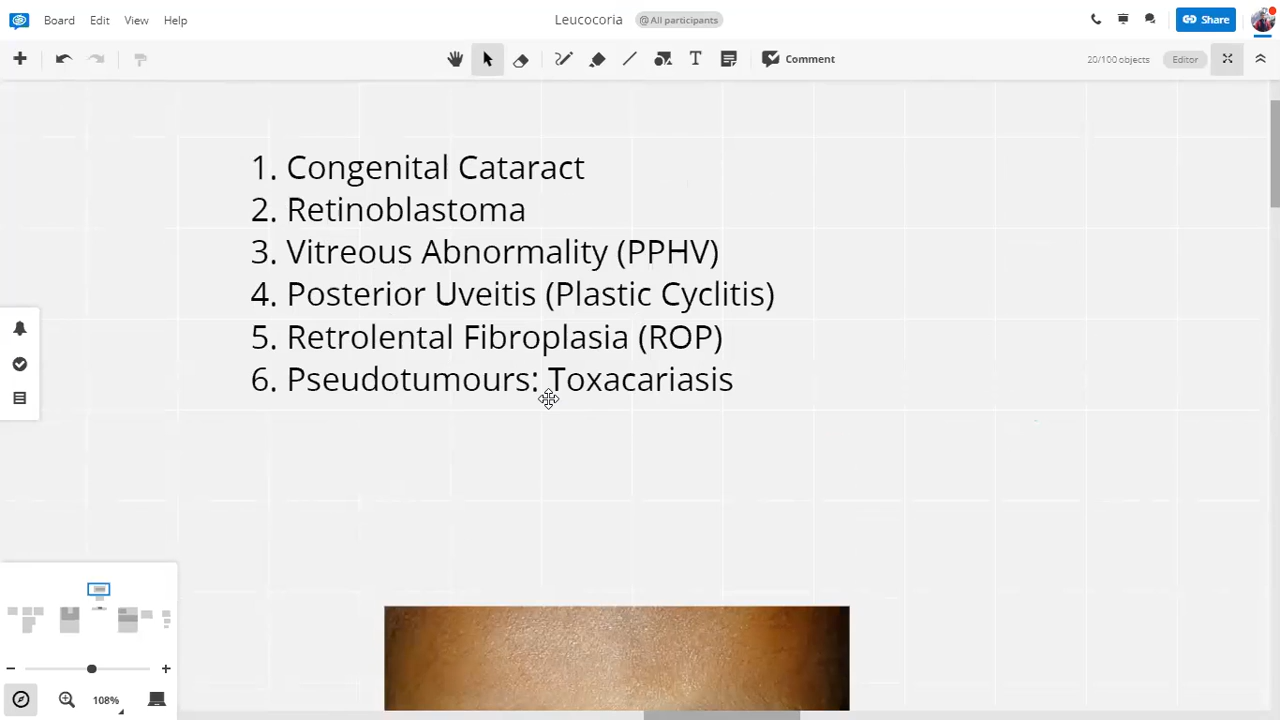 Board Edit View Help Leucocoria @ All participants Share
Comment 20/100 objects Editor
1. Congenital Cataract
2. Retinoblastoma
3. Vitreous Abnormality (PPHV)
4. Posterior Uveitis (Plastic Cyclitis)
5. Retrolental Fibroplasia (ROP)
6. Pseudotumours: Toxacariasis
108%